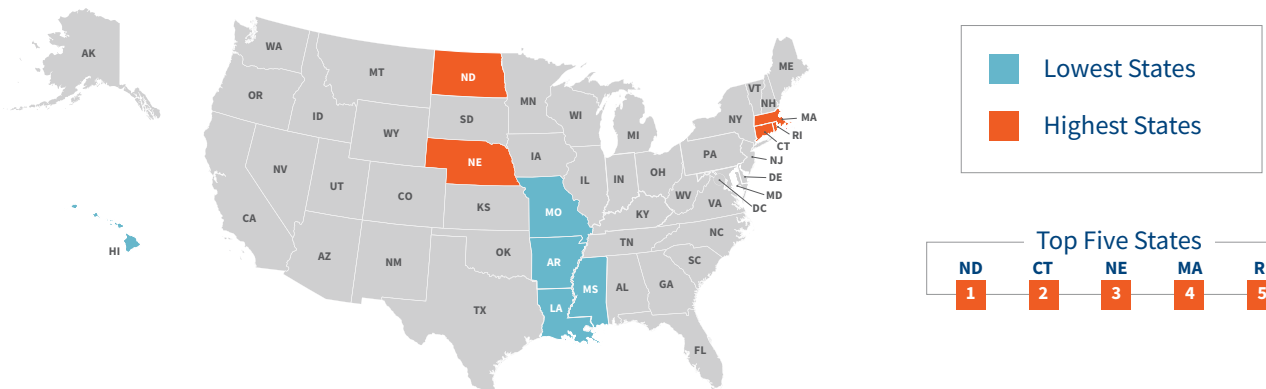 AK
WA
MT
ND
MN
ME
VT
NH
OR
ID
SD
WI
MI
NY
MA
RI
CT
WY
NE
IA
PA
NJ
NV
UT
CO
IL
IN
OH
DE
MD
DC
CA
KS
MO
KY
WV
VA
HI
AZ
NM
OK
AR
TN
NC
SC
TX
LA
MS
AL
GA
FL
Lowest States
Highest States
Top Five States
ND CT NE MA R
1 2 3 4 5